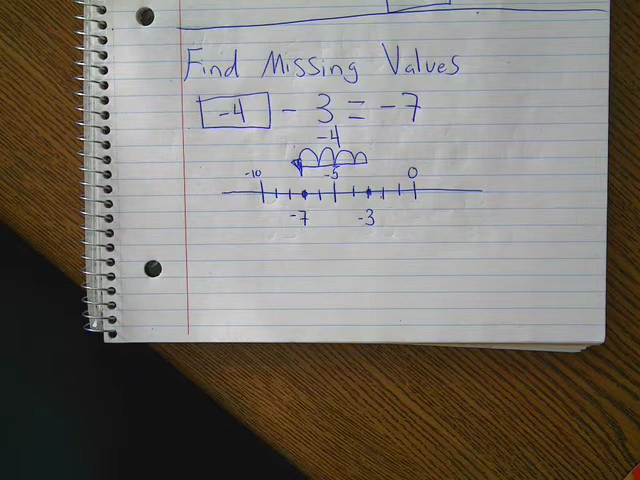 Find Missing Values
-4 - 3 = -7
-4
-10 -5 0
-7 -3